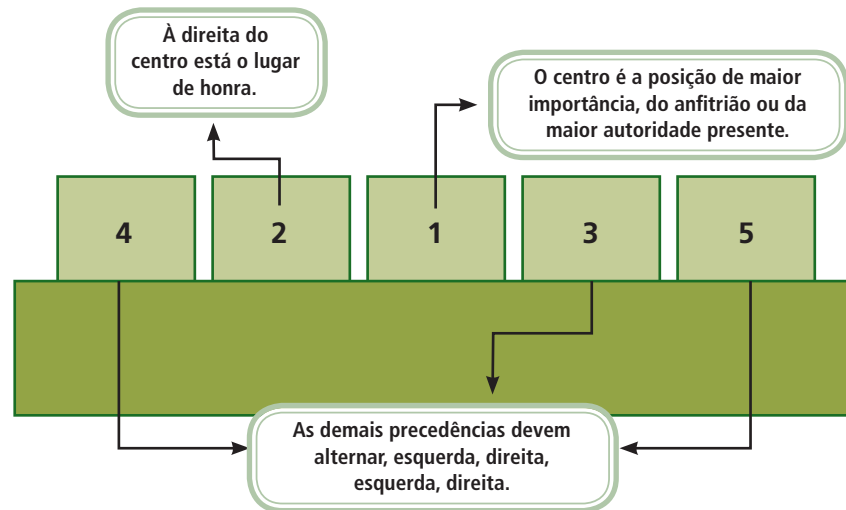 À direita do
centro está o lugar
de honra.
O centro é a posição de maior
importância, do anfitrião ou da
maior autoridade presente.
4
2
1
3
5
As demais precedências devem
alternar, esquerda, direita,
esquerda, direita.